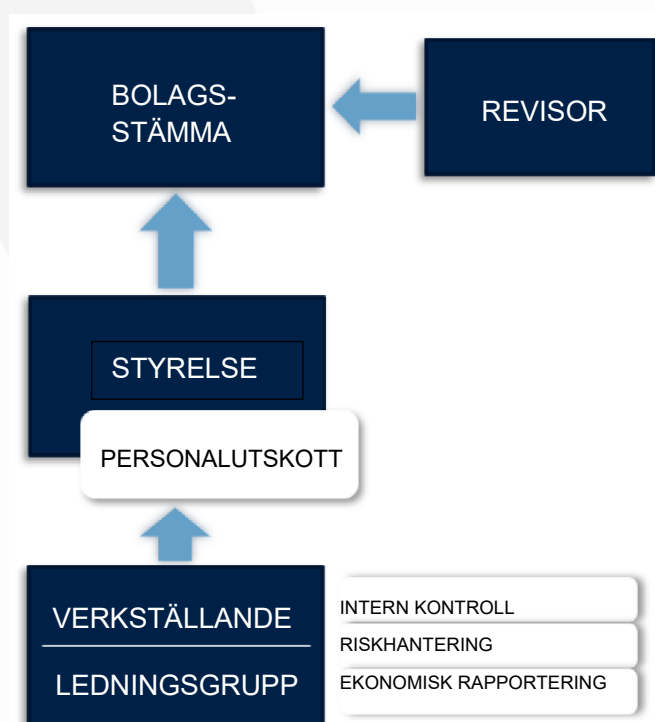 BOLAGS-
STÄMMA
REVISOR
STYRELSE
PERSONALUTSKOTT
VERKSTÄLLANDE
LEDNINGSGRUPP
INTERN KONTROLL
RISKHANTERING
EKONOMISK RAPPORTERING